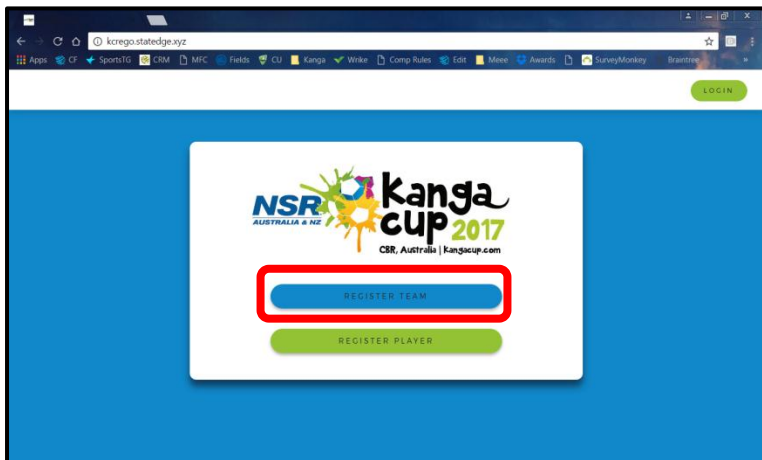 kcrego.statedge.xyz
Apps CF SportsTG CRM MFC Fields CU Kanga Wrike Comp Rules Edit Meee Awards SurveyMonkey Braintree »
LOGIN
NSR
AUSTRALIA & NZ
Kanga
cup
2017
CBR, Australia | kangacup.com
REGISTER TEAM
REGISTER PLAYER